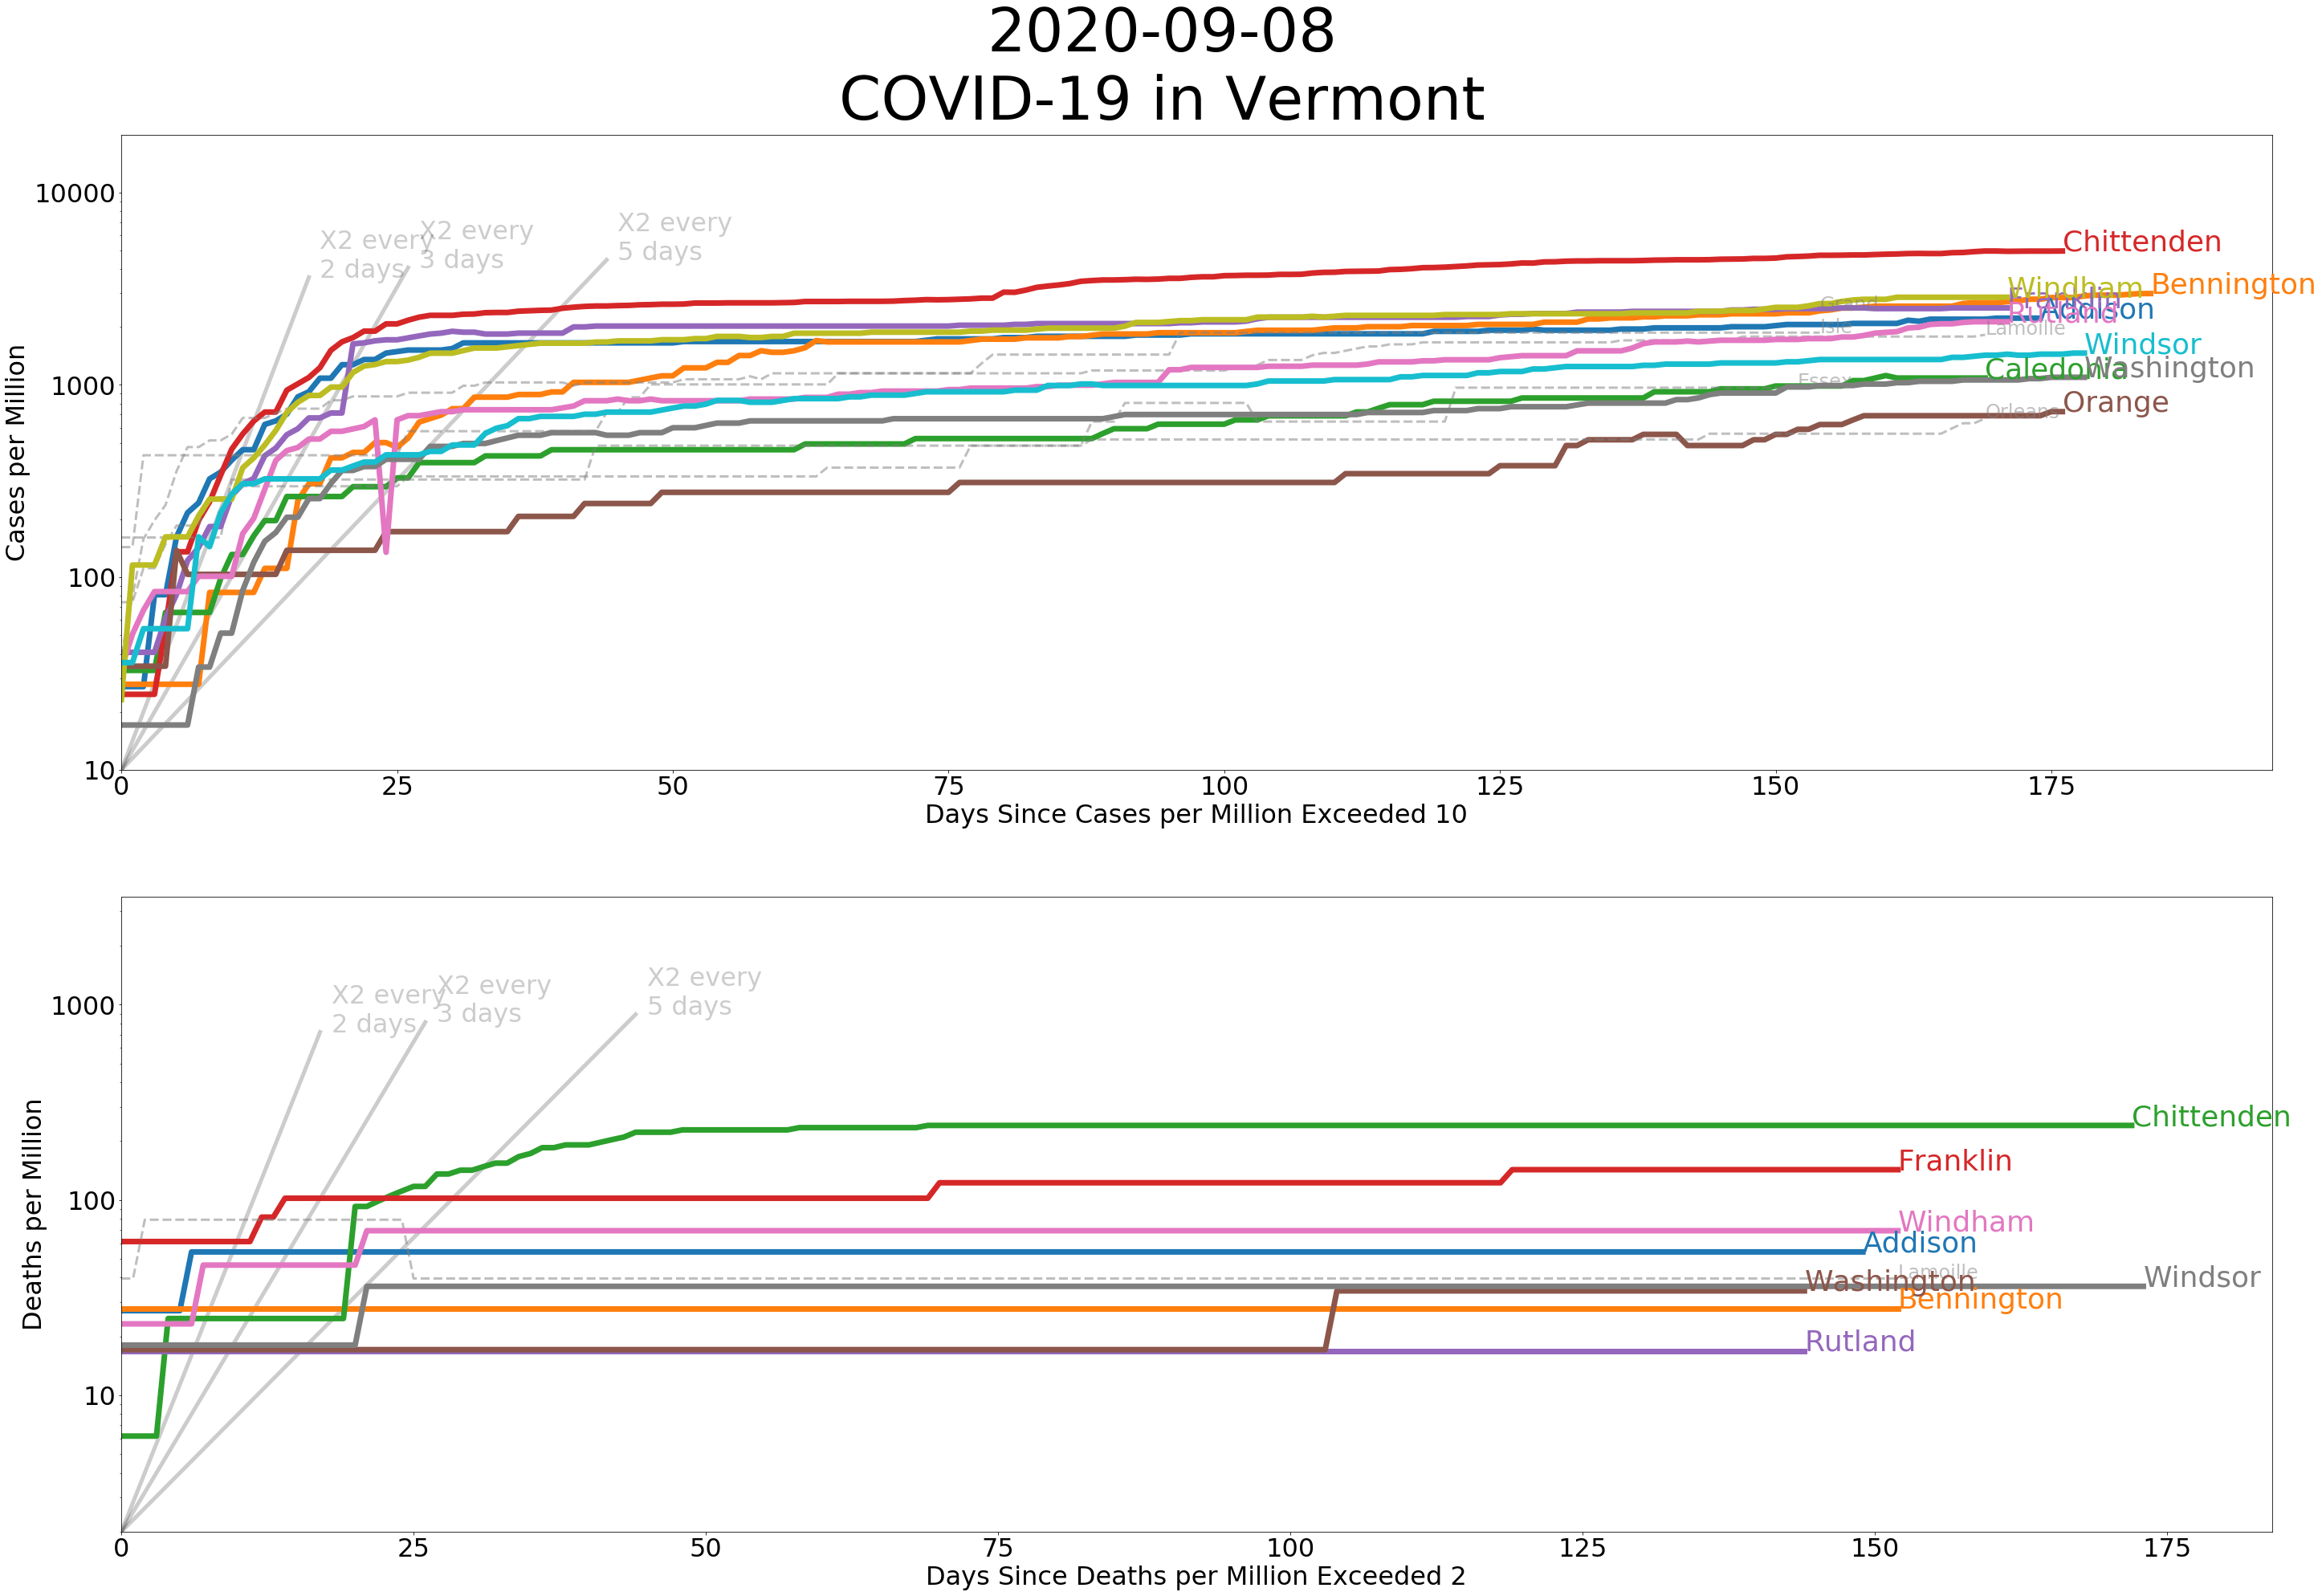 2020-09-08
COVID-19 in Vermont
Cases per Million
10000
1000
100
10
X2 every
2 days
X2 every
3 days
X2 every
5 days
Chittenden
Bennington
Windham
Franklin
Addison
Rutland
Grand
Isle
Lamoille
Windsor
Caledonia
Washington
Essex
Orleans
Orange
0 25 50 75 100 125 150 175
Days Since Cases per Million Exceeded 10
Deaths per Million
1000
100
10
X2 every
2 days
X2 every
3 days
X2 every
5 days
Chittenden
Franklin
Windham
Addison
Lamoille
Washington
Windsor
Bennington
Rutland
0 25 50 75 100 125 150 175
Days Since Deaths per Million Exceeded 2